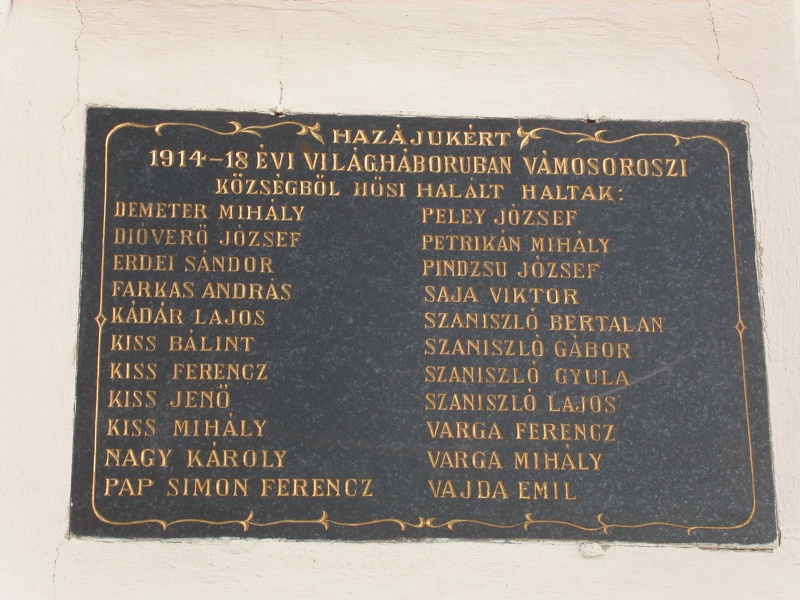 HAZÁJUKÉRT
1914-18 ÉVI VILÁGHÁBORUBAN VÁMOSOROSZI
KÖZSÉGBŐL HŐSI HALÁLT HALTAK:
DEMETER MIHÁLY
DIÓVERŐ JÓZSEF
ERDEI SÁNDOR
FARKAS ANDRÁS
KÁDÁR LAJOS
KISS BÁLINT
KISS FERENCZ
KISS JENŐ
KISS MIHÁLY
NAGY KÁROLY
PAP SIMON FERENCZ
PELEY JÓZSEF
PETRIKÁN MIHÁLY
PINDZSU JÓZSEF
SAJA VIKTOR
SZANISZLÓ BERTALAN
SZANISZLÓ GÁBOR
SZANISZLÓ GYULA
SZANISZLÓ LAJOS
VARGA FERENCZ
VARGA MIHÁLY
VAJDA EMIL